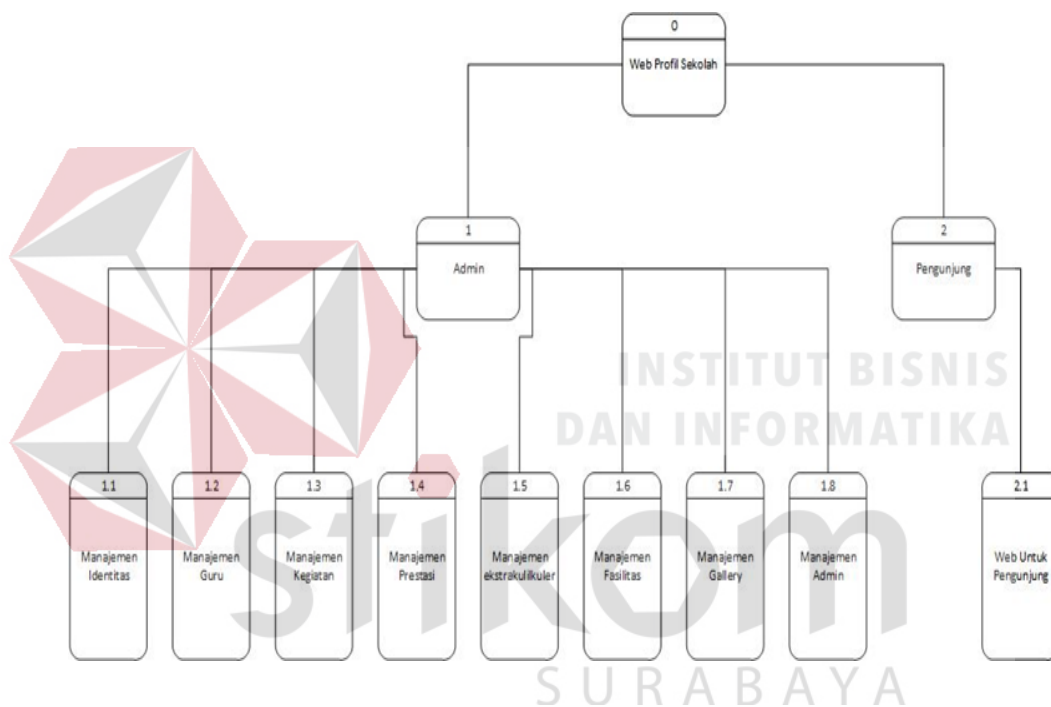 0
Web Profil Sekolah
1
Admin
2
Pengunjung
INSTITUT BISNIS
DAN INFORMATIKA
1.1
Manajemen
Identitas
1.2
Manajemen
Guru
1.3
Manajemen
Kegiatan
1.4
Manajemen
Prestasi
1.5
Manajemen
ekstrakulilkuler
1.6
Manajemen
Fasilitas
1.7
Manajemen
Gallery
1.8
Manajemen
Admin
2.1
Web Untuk
Pengunjung
stikom
SURABAYA